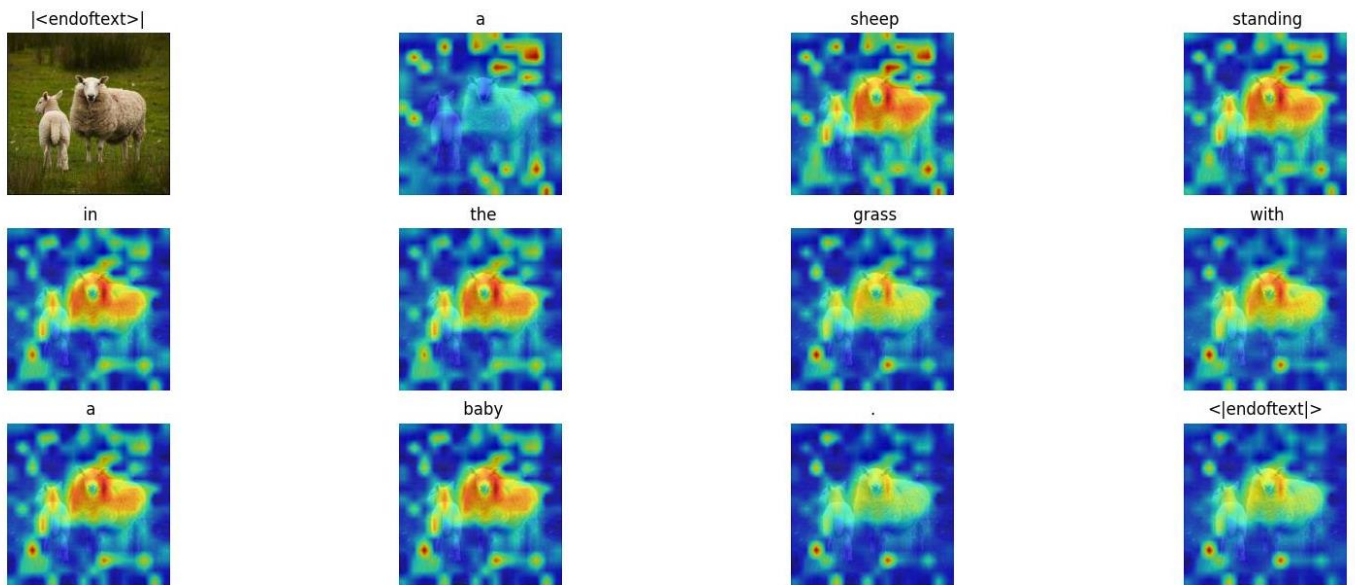 |<endoftext>| a sheep standing
in the grass with
a baby . <|endoftext|>